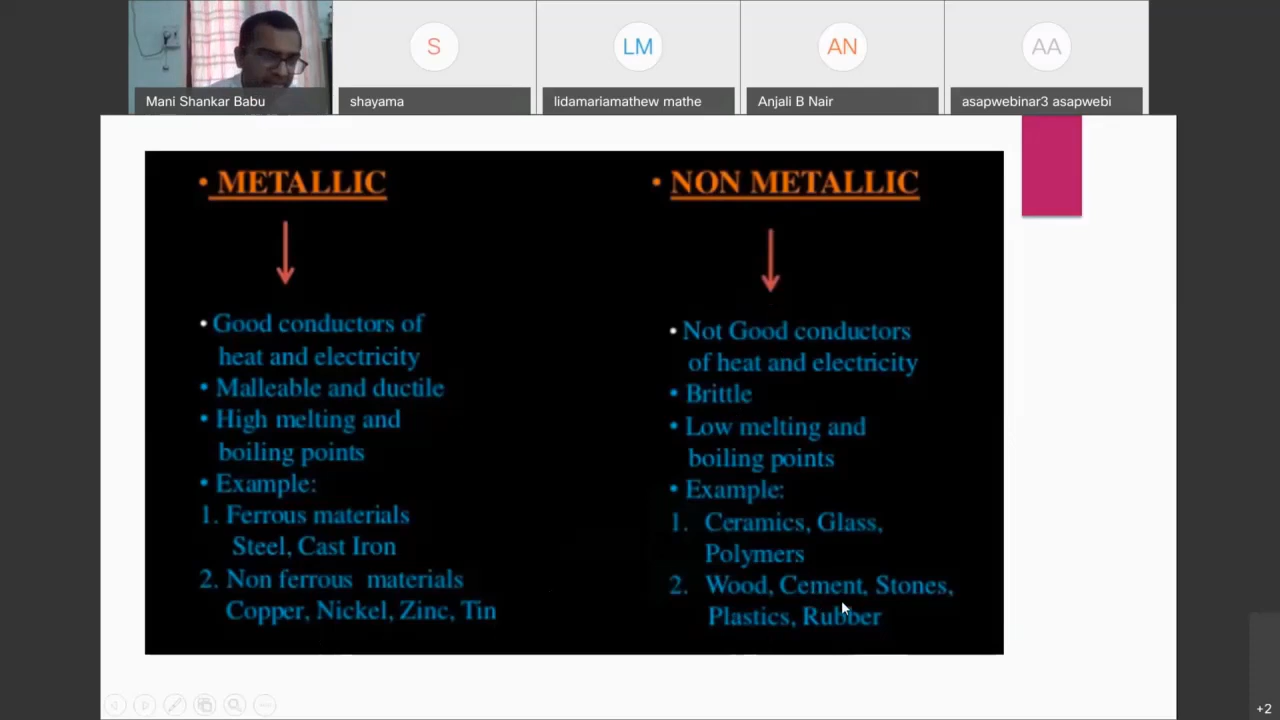 S
LM
AN
AA
Mani Shankar Babu
shayama
lidamariamathew mathe
Anjali B Nair
asapwebinar3 asapwebi
• METALLIC
• Good conductors of
heat and electricity
• Malleable and ductile
• High melting and
boiling points
• Example:
1. Ferrous materials
Steel, Cast Iron
2. Non ferrous materials
Copper, Nickel, Zinc, Tin
• NON METALLIC
• Not Good conductors
of heat and electricity
• Brittle
• Low melting and
boiling points
• Example:
1. Ceramics, Glass,
Polymers
2. Wood, Cement, Stones,
Plastics, Rubber
+2